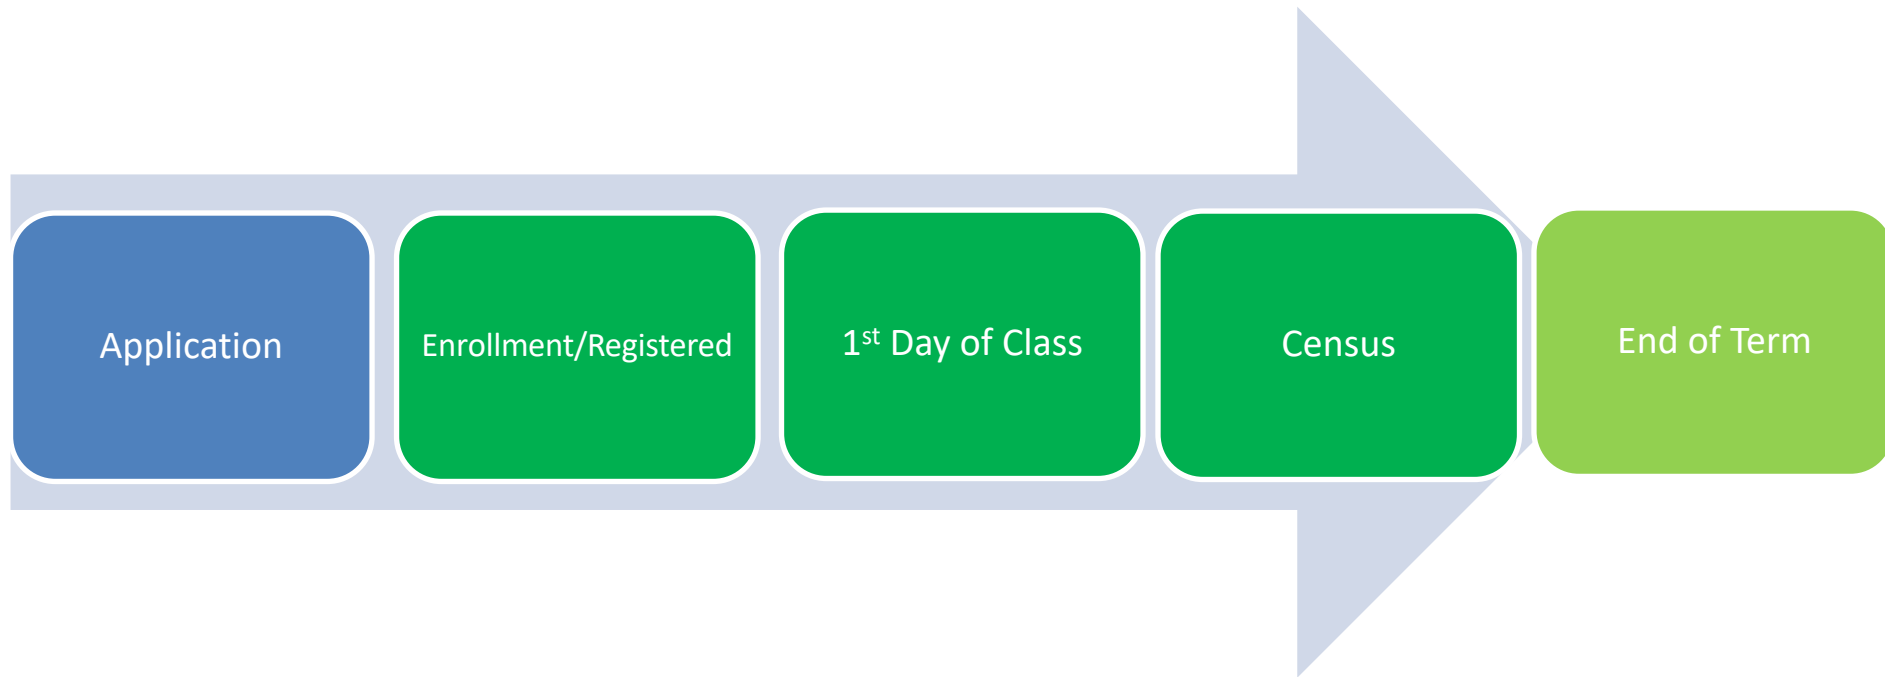 Application
Enrollment/Registered
1st Day of Class
Census
End of Term